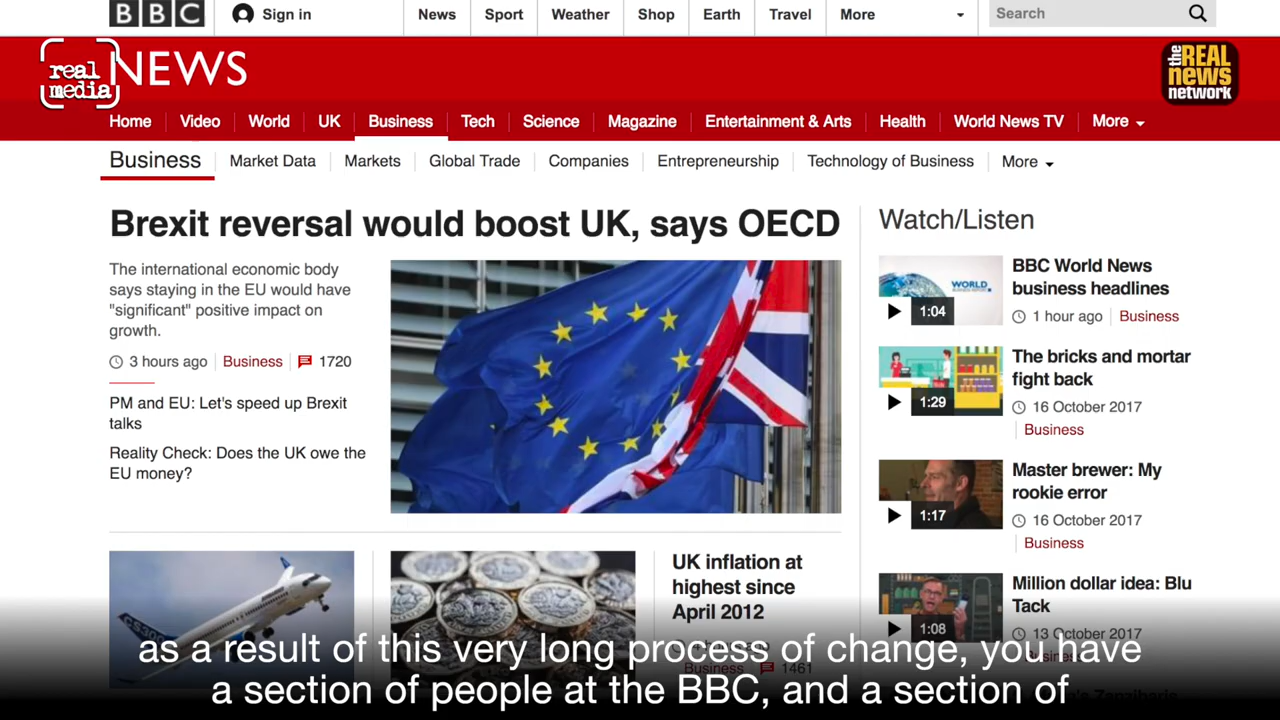 BBC
Sign in
News
Sport
Weather
Shop
Earth
Travel
More
Search
real
media
NEWS
the
REAL
news
network
Home
Video
World
UK
Business
Tech
Science
Magazine
Entertainment & Arts
Health
World News TV
More
Business
Market Data
Markets
Global Trade
Companies
Entrepreneurship
Technology of Business
More
Brexit reversal would boost UK, says OECD
The international economic body
says staying in the EU would have
"significant" positive impact on
growth.
3 hours ago
Business
1720
PM and EU: Let's speed up Brexit
talks
Reality Check: Does the UK owe the
EU money?
UK inflation at
highest since
April 2012
Business
1461
Watch/Listen
WORLD
1:04
BBC World News
business headlines
1 hour ago
Business
1:29
The bricks and mortar
fight back
16 October 2017
Business
1:17
Master brewer: My
rookie error
16 October 2017
Business
1:08
Million dollar idea: Blu
Tack
13 October 2017
as a result of this very long process of change, you have
a section of people at the BBC, and a section of